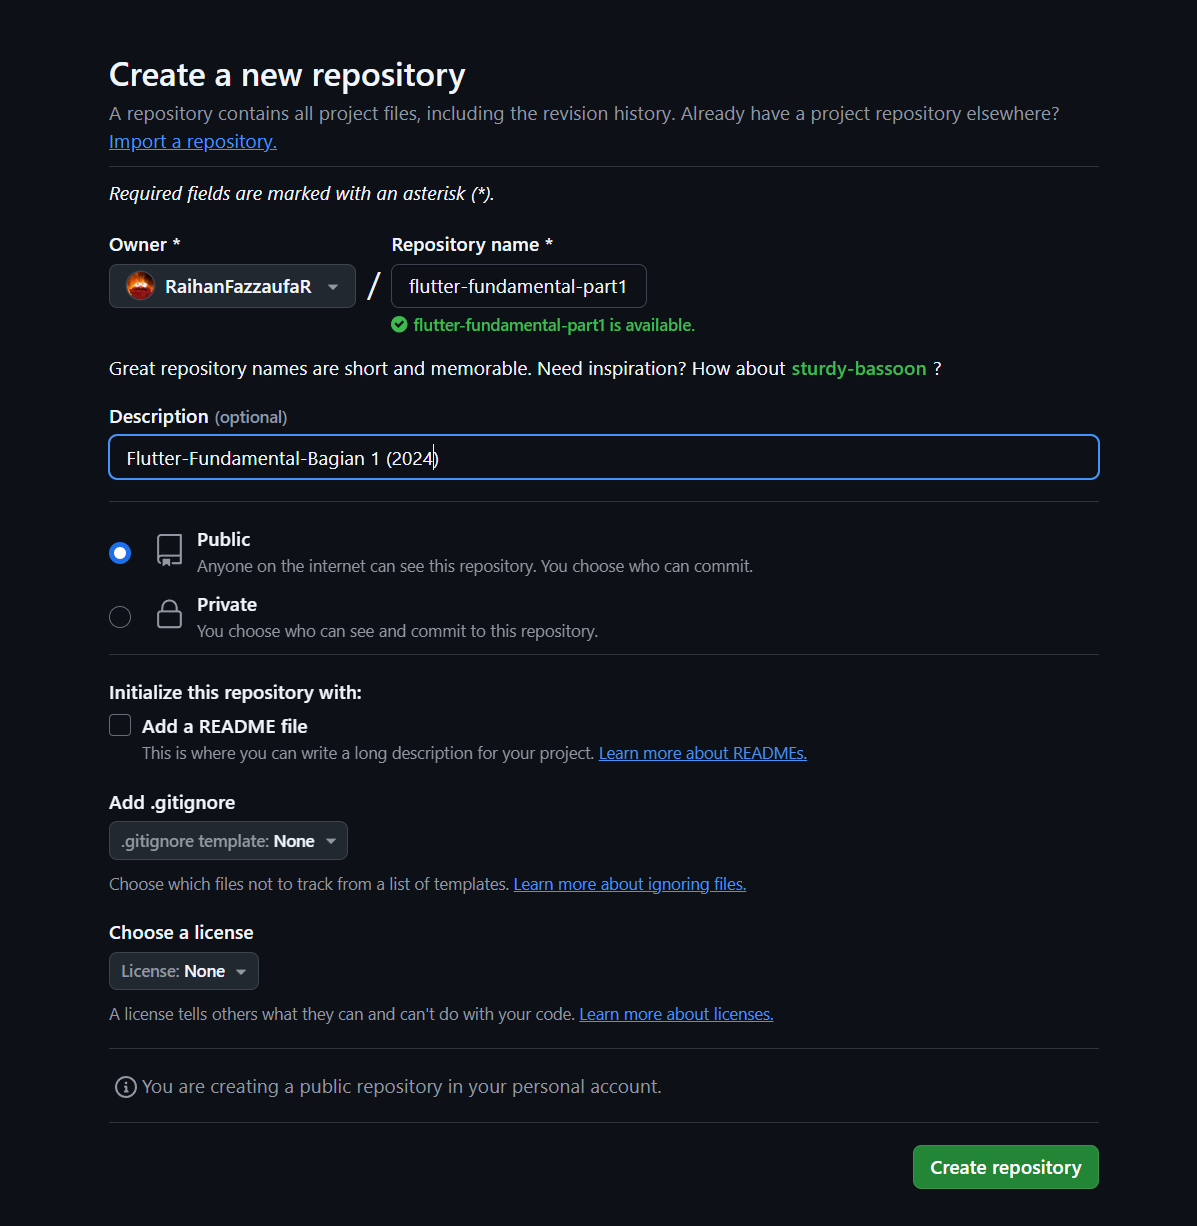 Create a new repository
A repository contains all project files, including the revision history. Already have a project repository elsewhere?
Import a repository.
Required fields are marked with an asterisk (*).
Owner *
Repository name *
RaihanFazzaufaR
/
flutter-fundamental-part1
flutter-fundamental-part1 is available.
Great repository names are short and memorable. Need inspiration? How about sturdy-bassoon ?
Description (optional)
Flutter-Fundamental-Bagian 1 (2024)
Public
Anyone on the internet can see this repository. You choose who can commit.
Private
You choose who can see and commit to this repository.
Initialize this repository with:
Add a README file
This is where you can write a long description for your project. Learn more about READMEs.
Add .gitignore
.gitignore template: None
Choose which files not to track from a list of templates. Learn more about ignoring files.
Choose a license
License: None
A license tells others what they can and can't do with your code. Learn more about licenses.
You are creating a public repository in your personal account.
Create repository